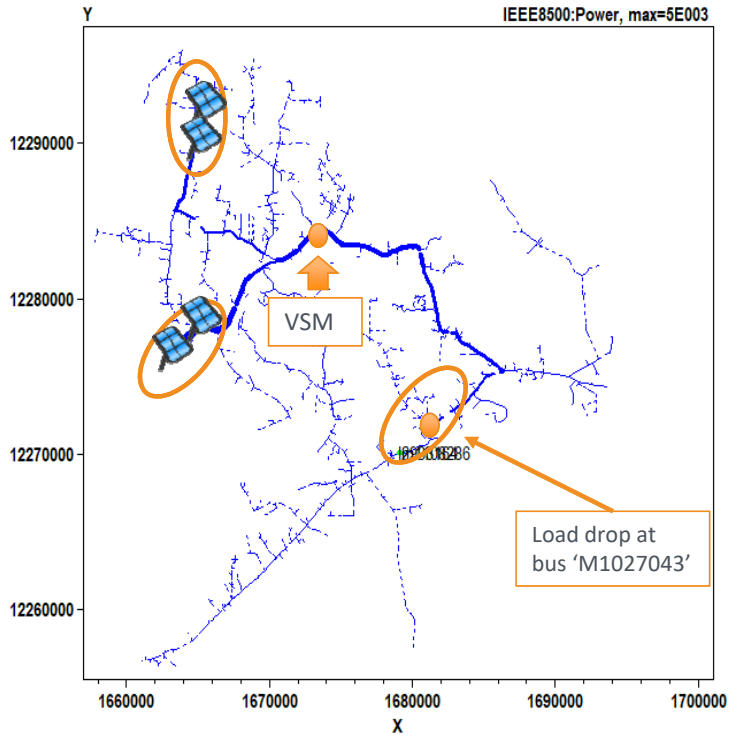 Y
IEEE8500:Power, max=5E003
12290000
12280000
VSM
12270000
Load drop at
bus ‘M1027043’
12260000
1660000 1670000 1680000 1690000 1700000
X